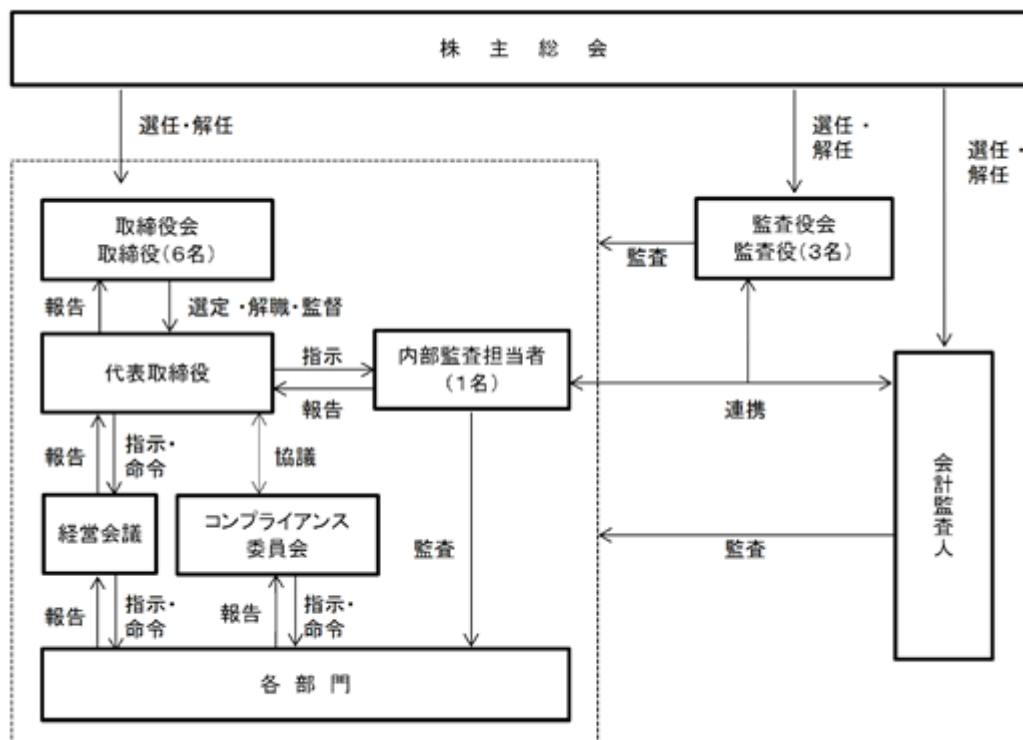 株 主 総 会
選任・解任
選任・
解任
選任・
解任
取締役会
取締役(6名)
監査役会
監査役(3名)
監査
報告
選定・解職・監督
代表取締役
指示
報告
内部監査担当者
(1名)
連携
報告
指示・
命令
協議
会計監査人
経営会議
コンプライアンス
委員会
監査
監査
報告
指示・
命令
報告
指示・
命令
各 部 門